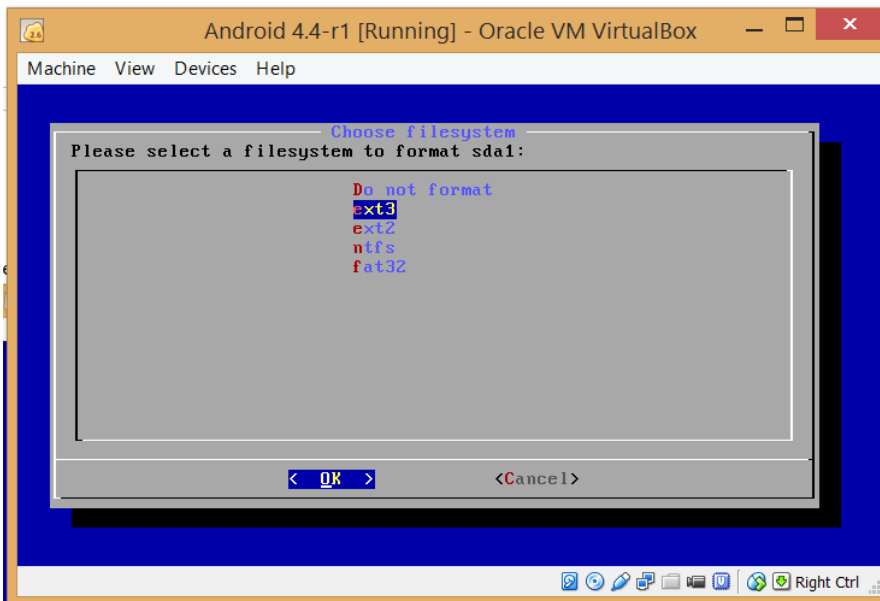 Android 4.4-r1 [Running] - Oracle VM VirtualBox
Machine View Devices Help
Choose filesystem
Please select a filesystem to format sda1:
Do not format
ext3
ext2
ntfs
fat32
< OK > <Cancel>
Right Ctrl